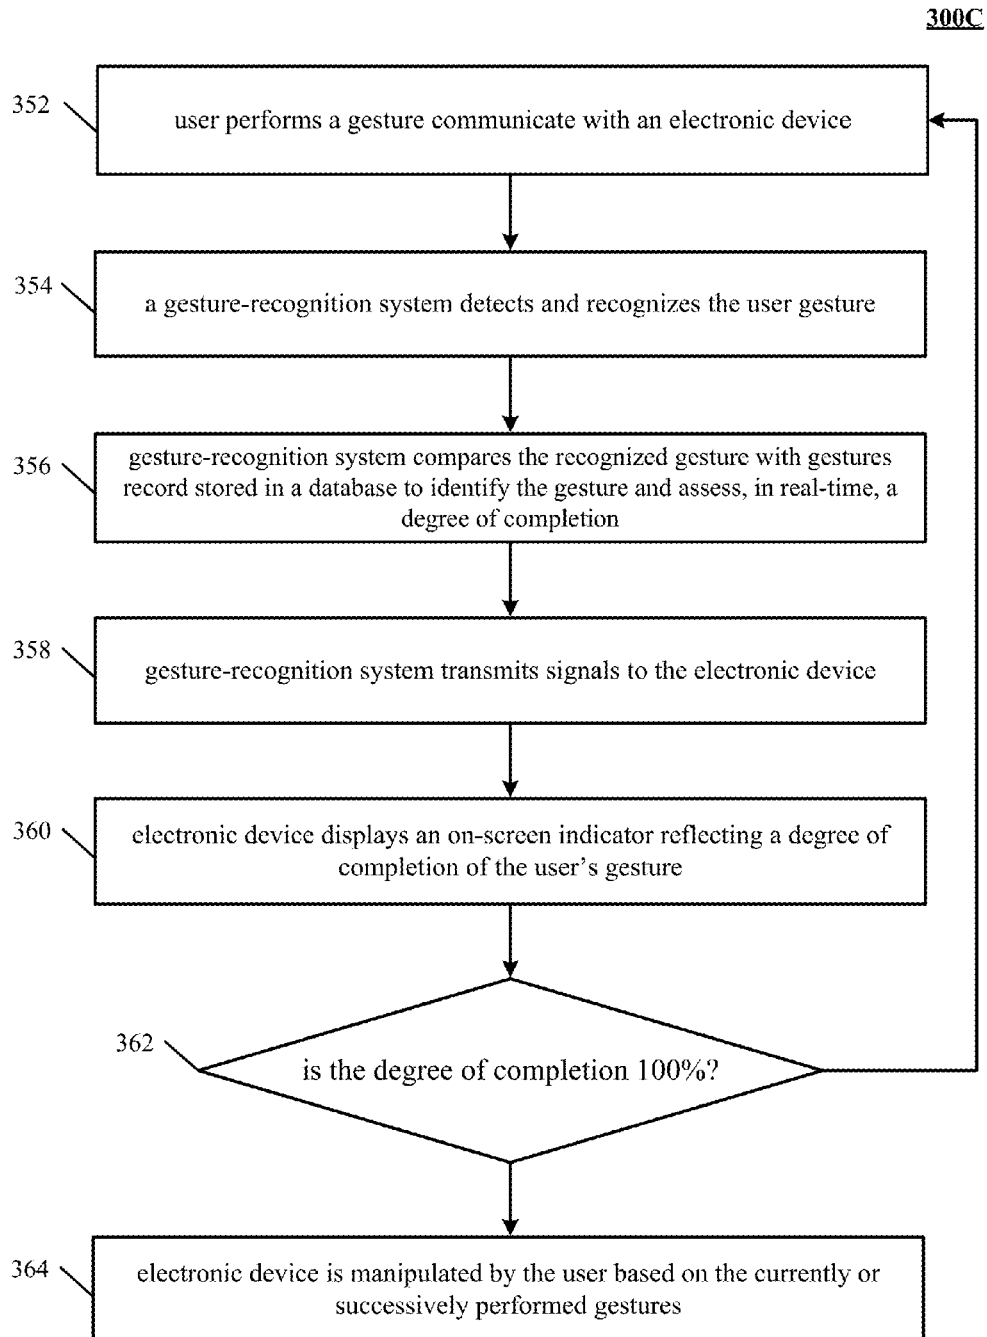 300C
352
user performs a gesture communicate with an electronic device
354
a gesture-recognition system detects and recognizes the user gesture
356
gesture-recognition system compares the recognized gesture with gestures
record stored in a database to identify the gesture and assess, in real-time, a
degree of completion
358
gesture-recognition system transmits signals to the electronic device
360
electronic device displays an on-screen indicator reflecting a degree of
completion of the user's gesture
362
is the degree of completion 100%?
364
electronic device is manipulated by the user based on the currently or
successively performed gestures